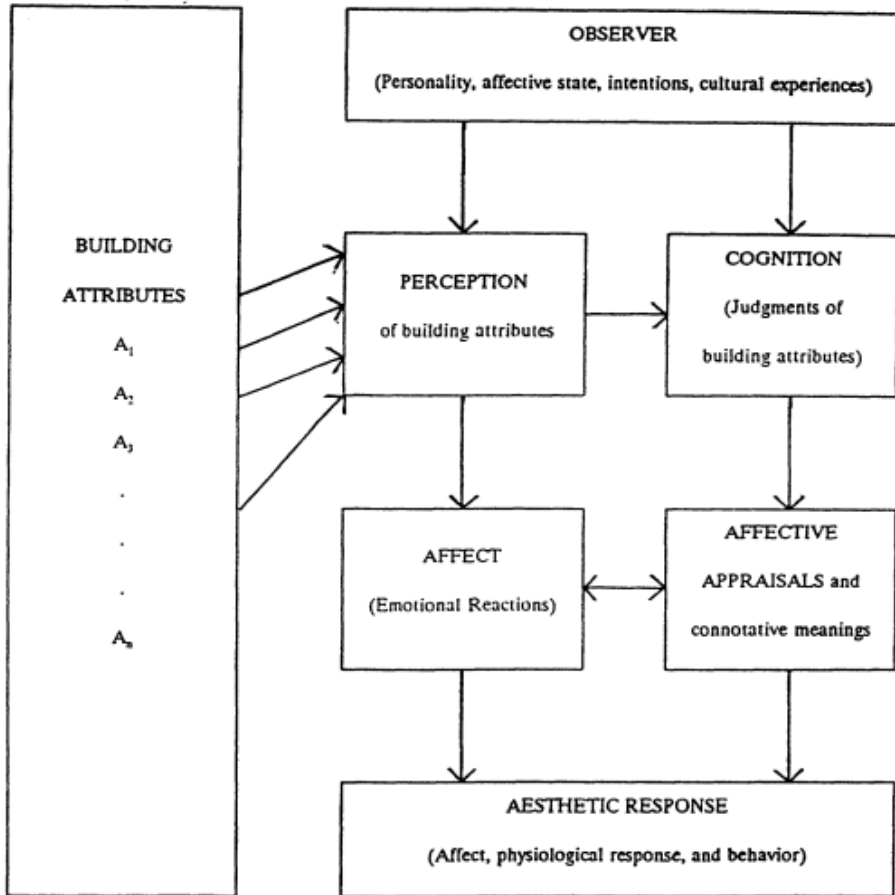 BUILDING
ATTRIBUTES
A₁
A₂
A₃
.
.
.
Aₙ
OBSERVER
(Personality, affective state, intentions, cultural experiences)
PERCEPTION
of building attributes
COGNITION
(Judgments of
building attributes)
AFFECT
(Emotional Reactions)
AFFECTIVE
APPRAISALS and
connotative meanings
AESTHETIC RESPONSE
(Affect, physiological response, and behavior)